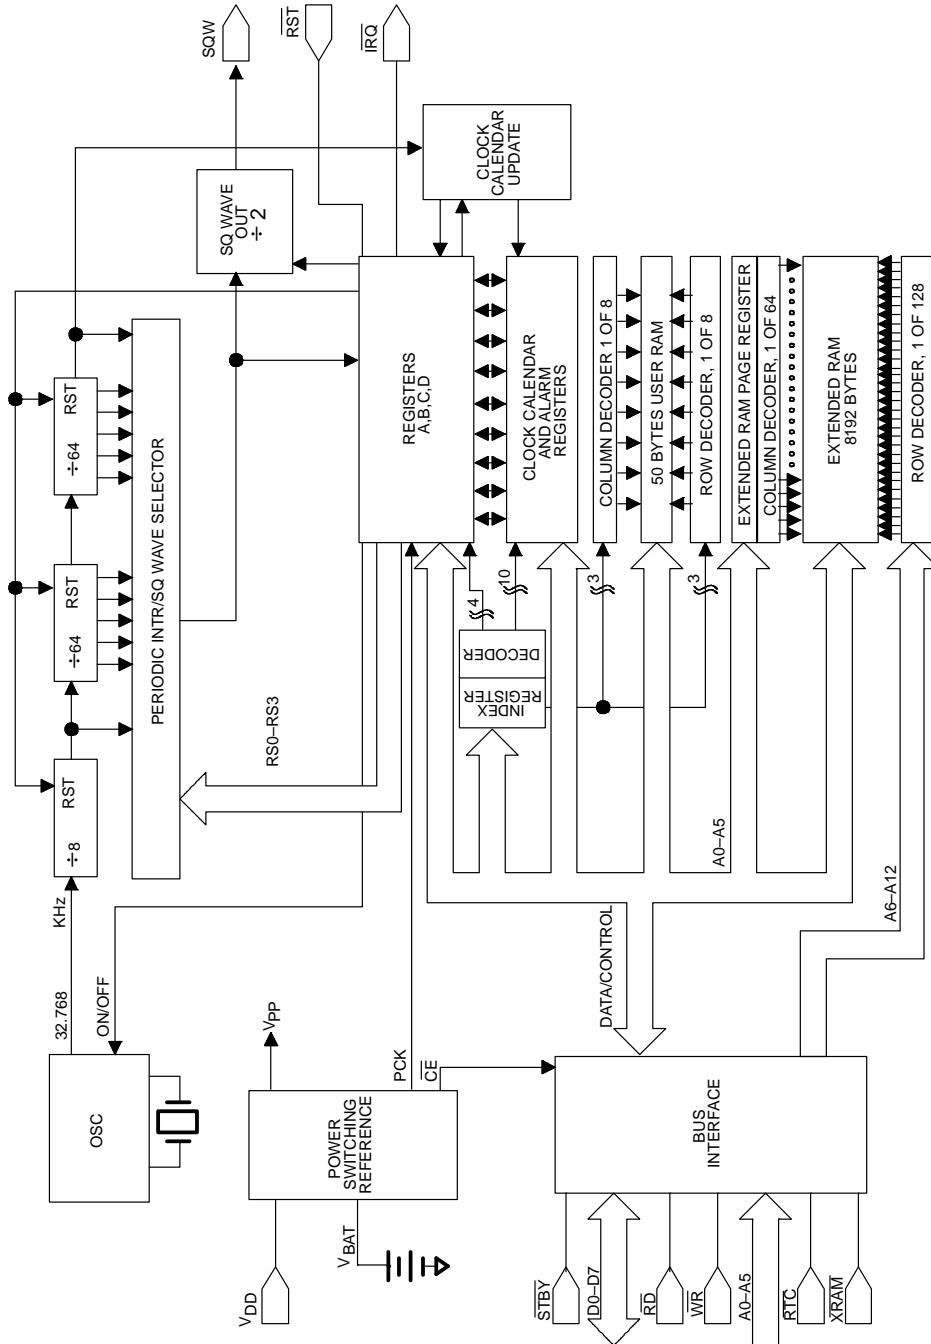 OSC
32.768
KHz
ON/OFF
÷8
RST
÷64
RST
÷64
RST
PERIODIC INTR/SQ WAVE SELECTOR
SQ WAVE
OUT
÷2
SQW
RST
IRQ
CLOCK
CALENDAR
UPDATE
VDD
VBAT
POWER
SWITCHING
REFERENCE
VPP
PCK
CE
RS0–RS3
REGISTERS
A,B,C,D
4
10
INDEX
REGISTER
DECODER
CLOCK CALENDAR
AND ALARM
REGISTERS
3
COLUMN DECODER 1 OF 8
50 BYTES USER RAM
3
ROW DECODER, 1 OF 8
A0–A5
EXTENDED RAM PAGE REGISTER
COLUMN DECODER, 1 OF 64
EXTENDED RAM
8192 BYTES
A6–A12
ROW DECODER, 1 OF 128
DATA/CONTROL
BUS
INTERFACE
STBY
D0–D7
RD
WR
A0–A5
RTC
XRAM